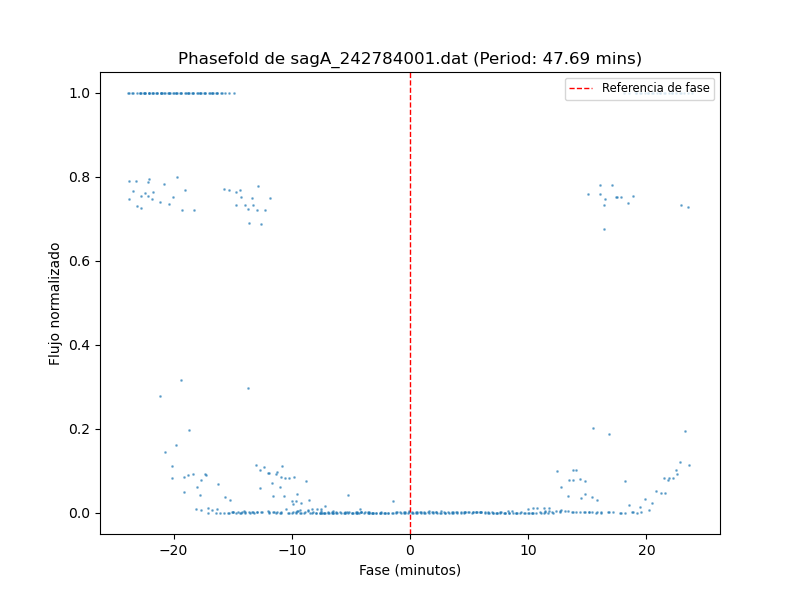 Phasefold de sagA_242784001.dat (Period: 47.69 mins)
Referencia de fase
Flujo normalizado
1.0
0.8
0.6
0.4
0.2
0.0
−20
−10
0
10
20
Fase (minutos)